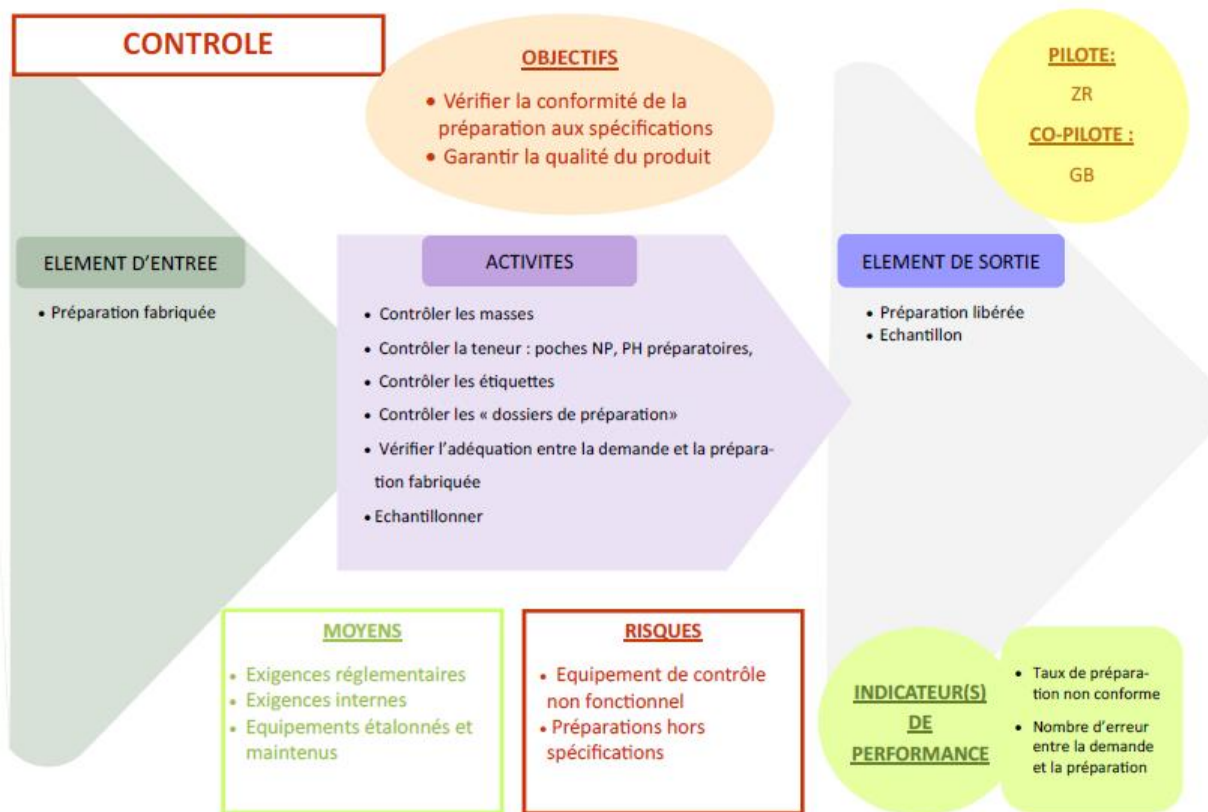 CONTROLE
OBJECTIFS
• Vérifier la conformité de la
préparation aux spécifications
• Garantir la qualité du produit
PILOTE:
ZR
CO-PILOTE :
GB
ELEMENT D'ENTREE
• Préparation fabriquée
ACTIVITES
• Contrôler les masses
• Contrôler la teneur : poches NP, PH préparatoires,
• Contrôler les étiquettes
• Contrôler les « dossiers de préparation»
• Vérifier l'adéquation entre la demande et la prépara-
tion fabriquée
• Echantillonner
ELEMENT DE SORTIE
• Préparation libérée
• Echantillon
MOYENS
• Exigences réglementaires
• Exigences internes
• Equipements étalonnés et
maintenus
RISQUES
• Equipement de contrôle
non fonctionnel
• Préparations hors
spécifications
INDICATEUR(S)
DE
PERFORMANCE
• Taux de prépara-
tion non conforme
• Nombre d'erreur
entre la demande
et la préparation